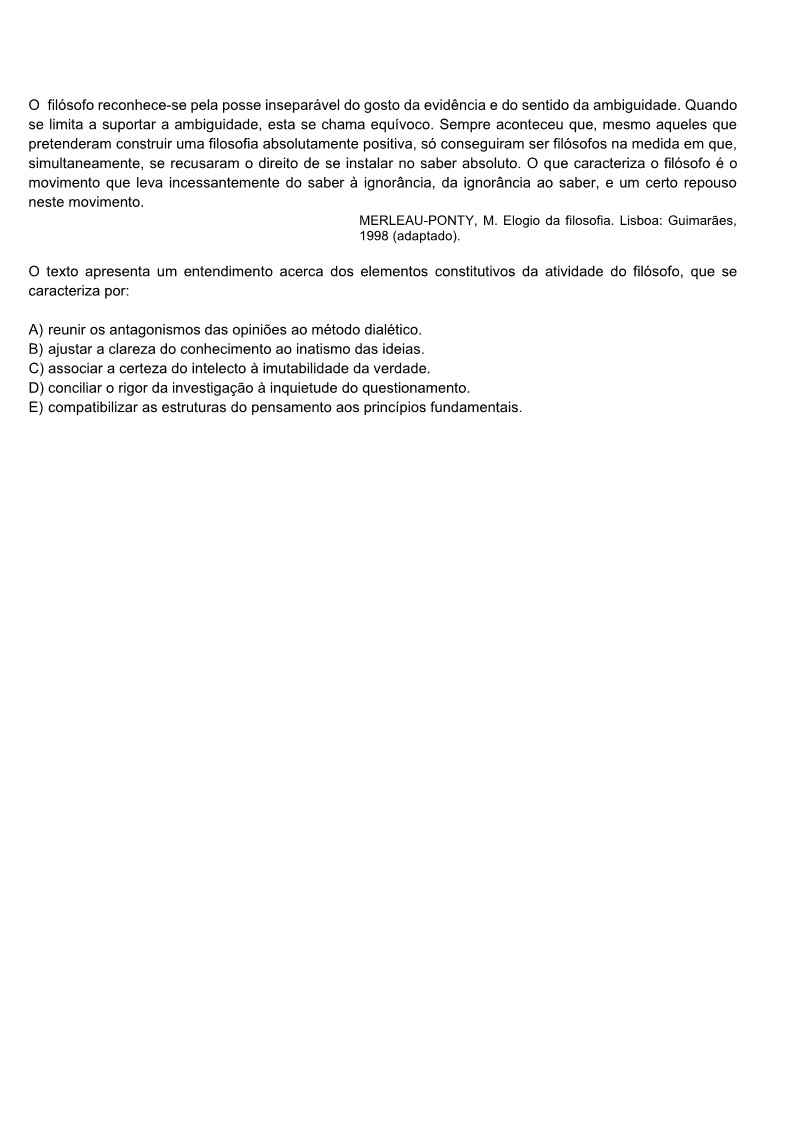 O filósofo reconhece-se pela posse inseparável do gosto da evidência e do sentido da ambiguidade. Quando
se limita a suportar a ambiguidade, esta se chama equívoco. Sempre aconteceu que, mesmo aqueles que
pretenderam construir uma filosofia absolutamente positiva, só conseguiram ser filósofos na medida em que,
simultaneamente, se recusaram o direito de se instalar no saber absoluto. O que caracteriza o filósofo é o
movimento que leva incessantemente do saber à ignorância, da ignorância ao saber, e um certo repouso
neste movimento.
MERLEAU-PONTY, M. Elogio da filosofia. Lisboa: Guimarães,
1998 (adaptado).
O texto apresenta um entendimento acerca dos elementos constitutivos da atividade do filósofo, que se
caracteriza por:
A) reunir os antagonismos das opiniões ao método dialético.
B) ajustar a clareza do conhecimento ao inatismo das ideias.
C) associar a certeza do intelecto à imutabilidade da verdade.
D) conciliar o rigor da investigação à inquietude do questionamento.
E) compatibilizar as estruturas do pensamento aos princípios fundamentais.